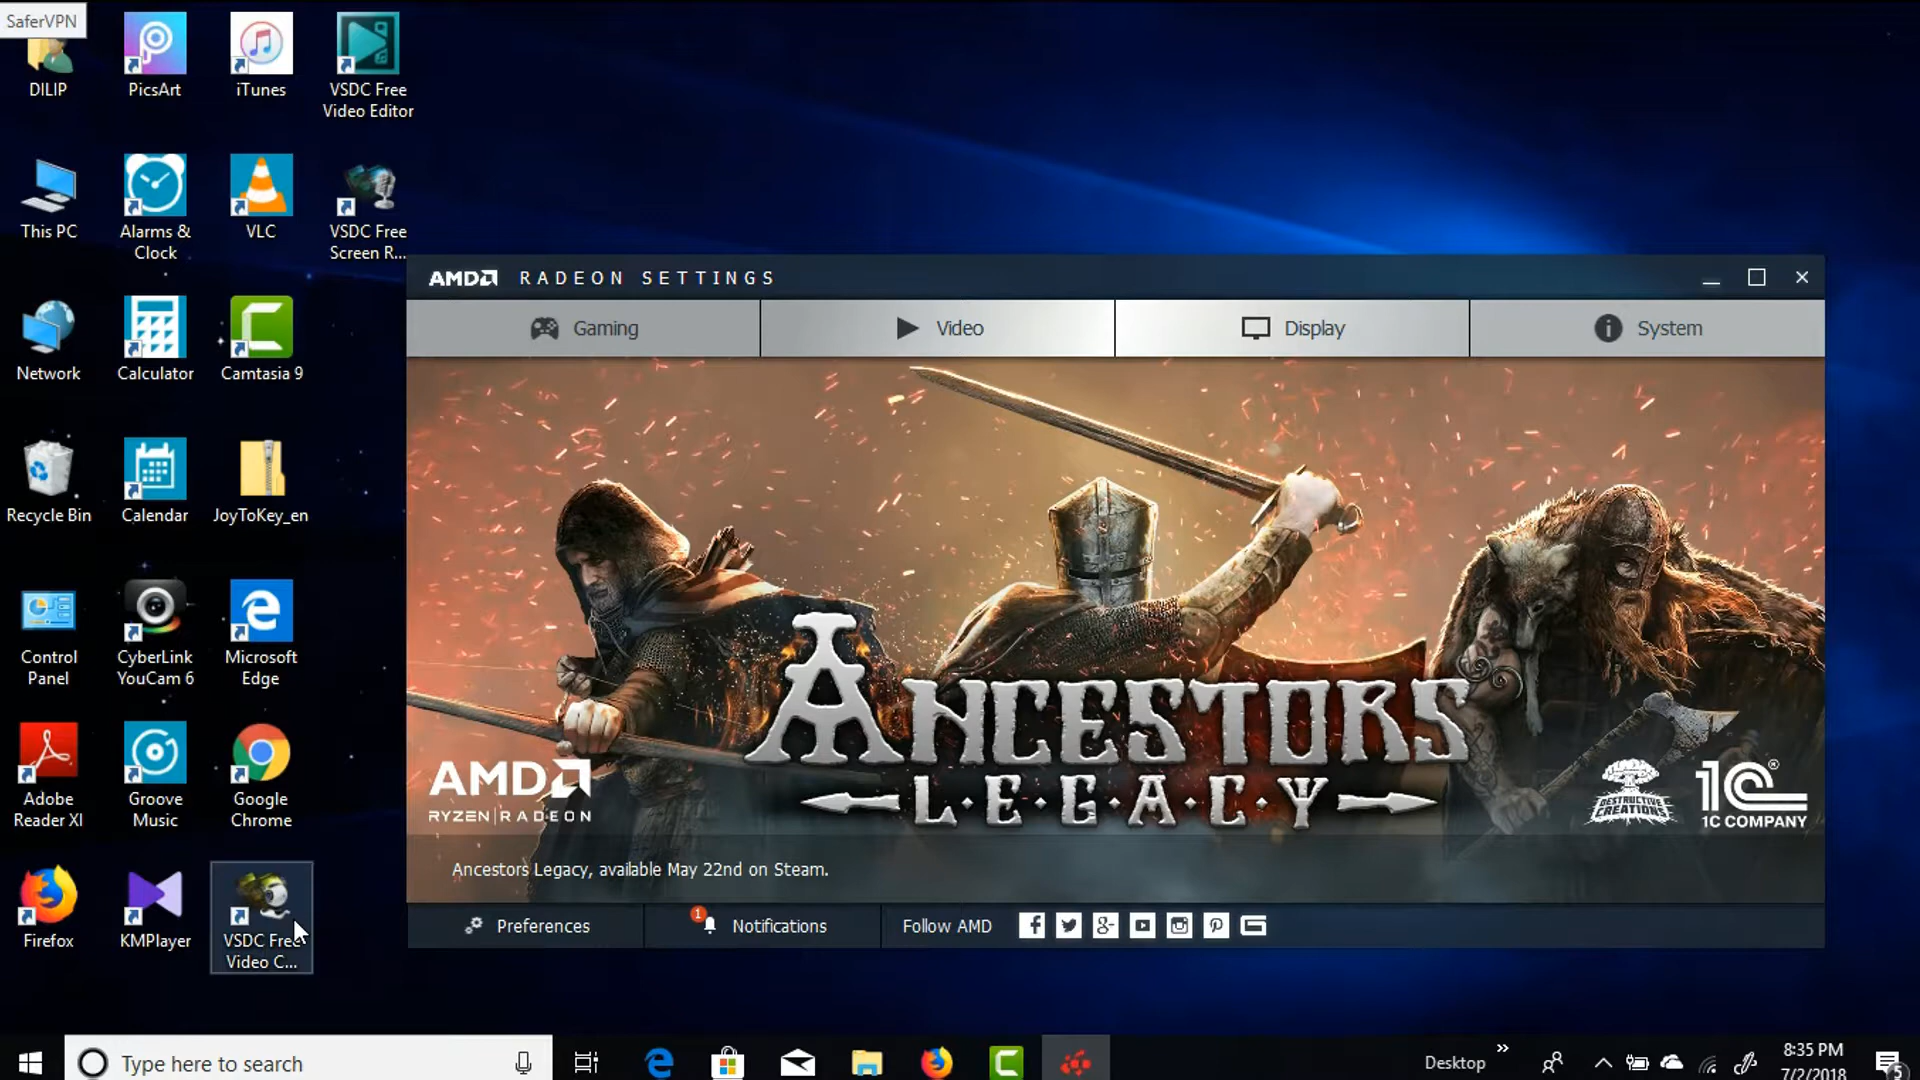 SaferVPN
DILIP
PicsArt
iTunes
VSDC Free
Video Editor
This PC
Alarms &
Clock
VLC
VSDC Free
Screen R...
Network
Calculator
Camtasia 9
Recycle Bin
Calendar
JoyToKey_en
Control
Panel
CyberLink
YouCam 6
Microsoft
Edge
Adobe
Reader XI
Groove
Music
Google
Chrome
Firefox
KMPlayer
VSDC Free
Video C...
AMD RADEON SETTINGS
Gaming
Video
Display
System
ANCESTORS
LEGACY
AMD
RYZEN | RADEON
DESTRUCTIVE
CREATIONS
1C®
1C COMPANY
Ancestors Legacy, available May 22nd on Steam.
Preferences
1
Notifications
Follow AMD
Type here to search
Desktop
8:35 PM
7/2/2018
5